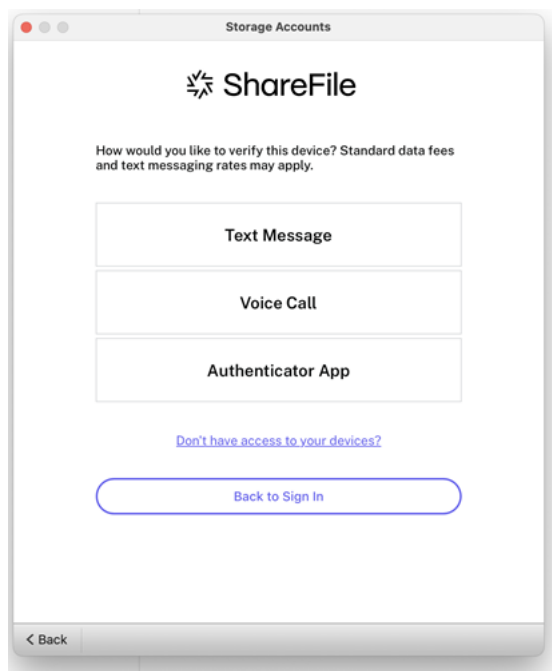 Storage Accounts
ShareFile
How would you like to verify this device? Standard data fees
and text messaging rates may apply.
Text Message
Voice Call
Authenticator App
Don't have access to your devices?
Back to Sign In
Back